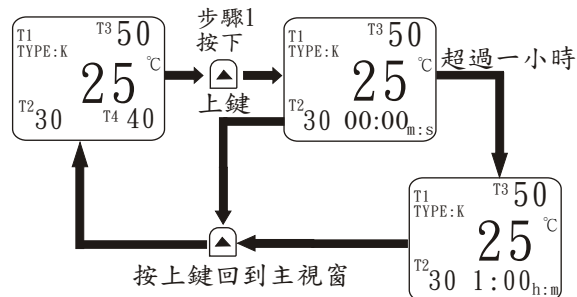 T1 T3 50
TYPE:K
25 ℃
T2 30 T4 40
步驟1
按下
上鍵
T1 T3 50
TYPE:K
25 ℃
T2 30 00:00 m:s
超過一小時
T1 T3 50
TYPE:K
25 ℃
T2 30 1:00 h:m
按上鍵回到主視窗